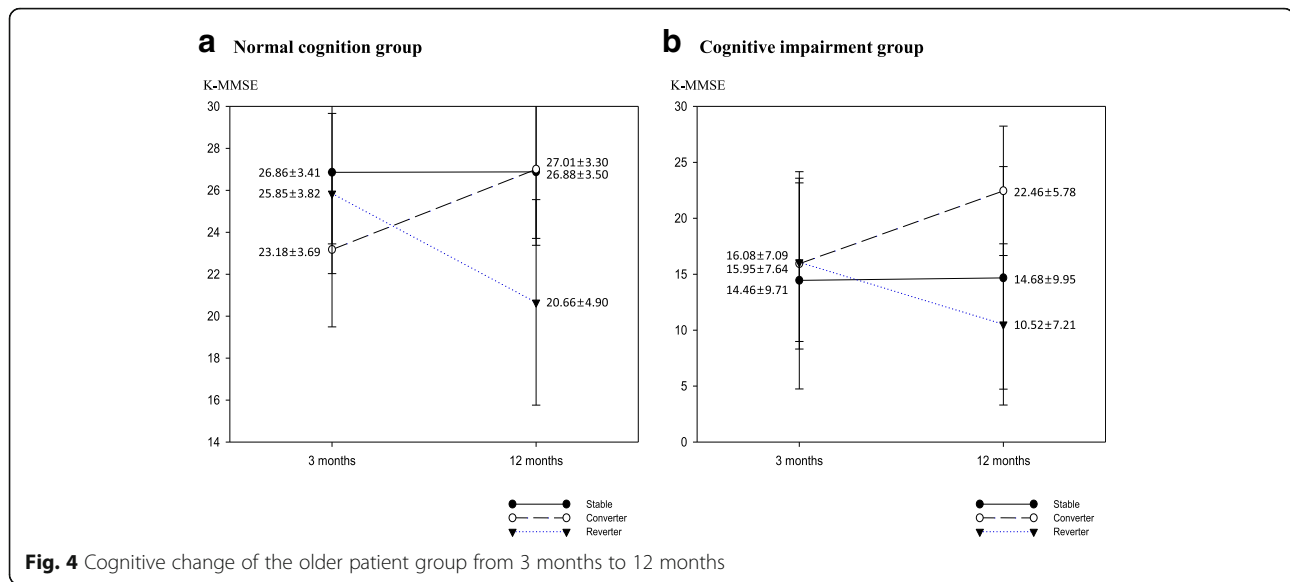 a Normal cognition group
K-MMSE
30
28
26
24
22
20
18
16
14
26.86±3.41
25.85±3.82
23.18±3.69
27.01±3.30
26.88±3.50
20.66±4.90
3 months 12 months
Stable
Converter
Reverter
b Cognitive impairment group
K-MMSE
30
25
20
15
10
5
0
16.08±7.09
15.95±7.64
14.46±9.71
22.46±5.78
14.68±9.95
10.52±7.21
3 months 12 months
Stable
Converter
Reverter
Fig. 4 Cognitive change of the older patient group from 3 months to 12 months